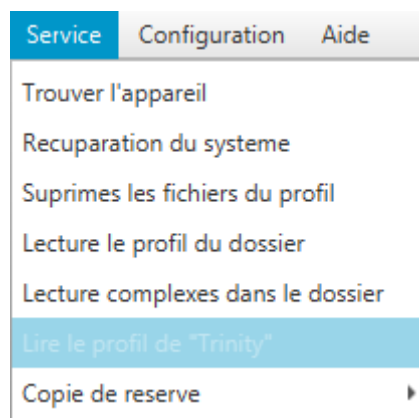 Service Configuration Aide
Trouver l'appareil
Recuparation du systeme
Suprimes les fichiers du profil
Lecture le profil du dossier
Lecture complexes dans le dossier
Lire le profil de "Trinity"
Copie de reserve